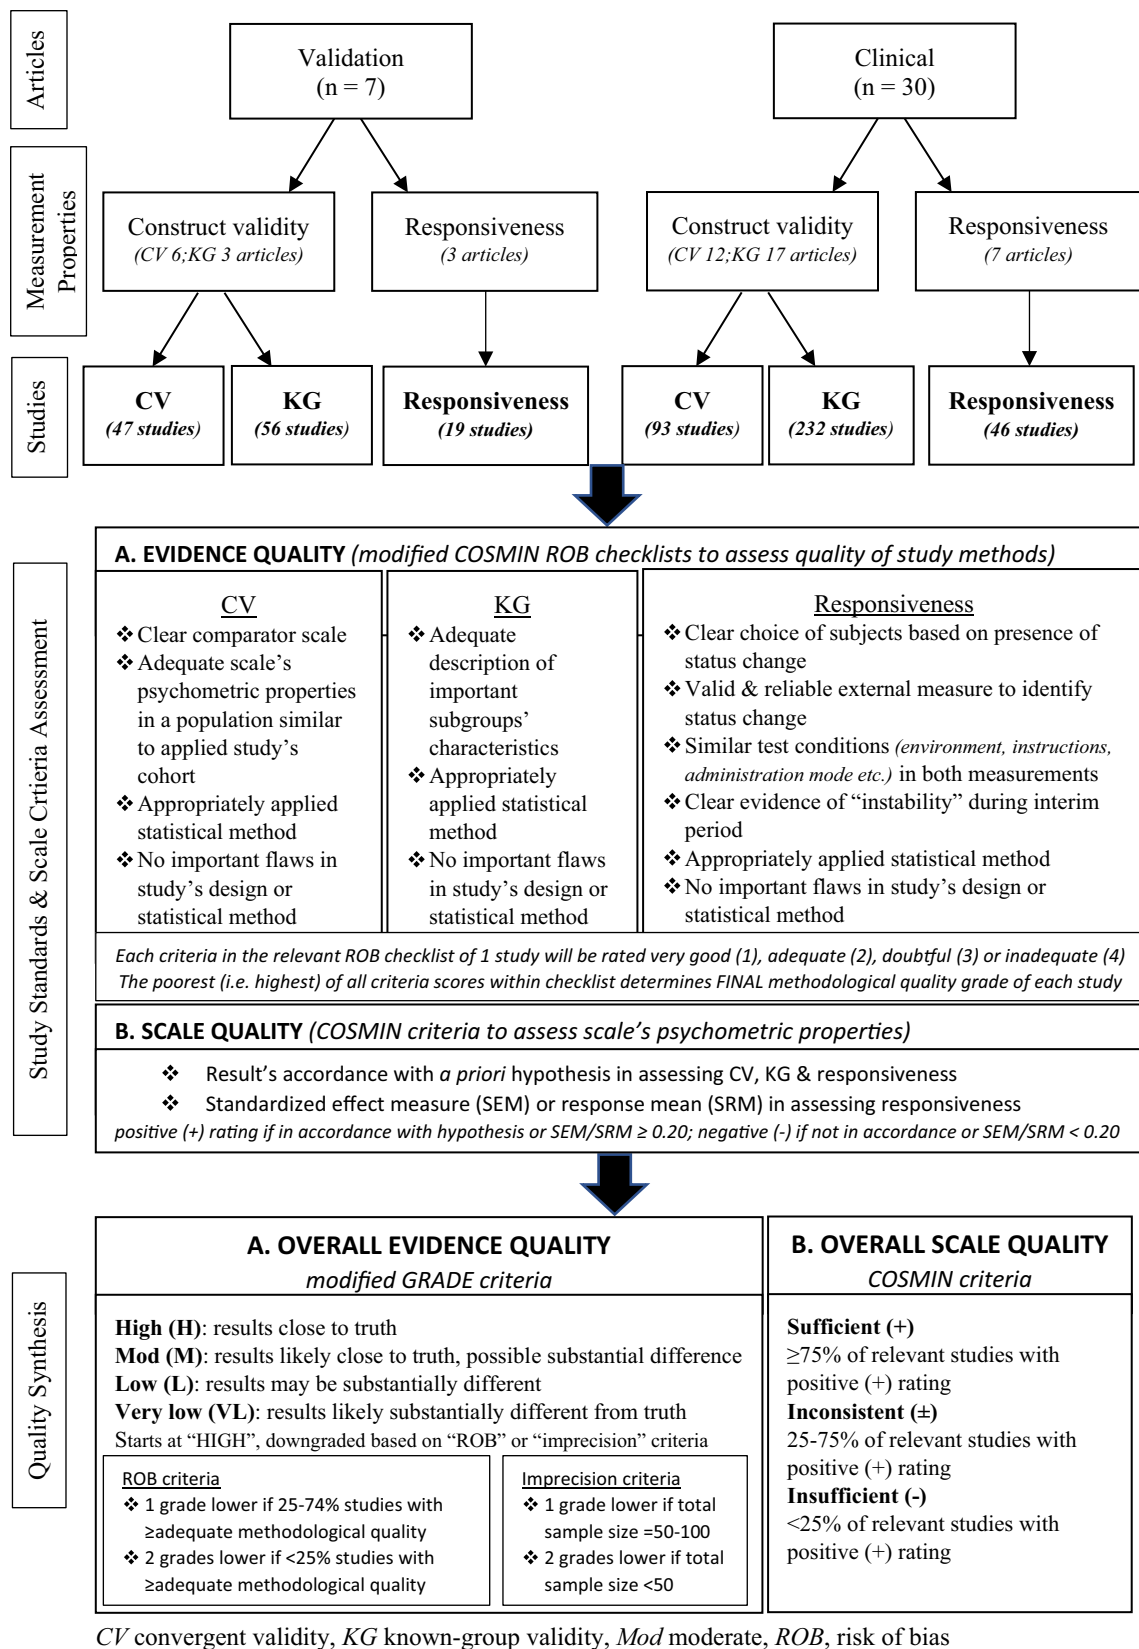 Articles
Validation
(n = 7)
Clinical
(n = 30)
Measurement
Properties
Construct validity
(CV 6;KG 3 articles)
Responsiveness
(3 articles)
Construct validity
(CV 12;KG 17 articles)
Responsiveness
(7 articles)
Studies
CV
(47 studies)
KG
(56 studies)
Responsiveness
(19 studies)
CV
(93 studies)
KG
(232 studies)
Responsiveness
(46 studies)
Study Standards & Scale Crtieria Assessment
A. EVIDENCE QUALITY (modified COSMIN ROB checklists to assess quality of study methods)
CV
❖ Clear comparator scale
❖ Adequate scale’s
psychometric properties
in a population similar
to applied study’s
cohort
❖ Appropriately applied
statistical method
❖ No important flaws in
study’s design or
statistical method
KG
❖ Adequate
description of
important
subgroups’
characteristics
❖ Appropriately
applied statistical
method
❖ No important flaws
in study’s design or
statistical method
Responsiveness
❖ Clear choice of subjects based on presence of
status change
❖ Valid & reliable external measure to identify
status change
❖ Similar test conditions (environment, instructions,
administration mode etc.) in both measurements
❖ Clear evidence of “instability” during interim
period
❖ Appropriately applied statistical method
❖ No important flaws in study’s design or
statistical method
Each criteria in the relevant ROB checklist of 1 study will be rated very good (1), adequate (2), doubtful (3) or inadequate (4)
The poorest (i.e. highest) of all criteria scores within checklist determines FINAL methodological quality grade of each study
B. SCALE QUALITY (COSMIN criteria to assess scale’s psychometric properties)
❖ Result’s accordance with a priori hypothesis in assessing CV, KG & responsiveness
❖ Standardized effect measure (SEM) or response mean (SRM) in assessing responsiveness
positive (+) rating if in accordance with hypothesis or SEM/SRM ≥ 0.20; negative (-) if not in accordance or SEM/SRM < 0.20
Quality Synthesis
A. OVERALL EVIDENCE QUALITY
modified GRADE criteria
High (H): results close to truth
Mod (M): results likely close to truth, possible substantial difference
Low (L): results may be substantially different
Very low (VL): results likely substantially different from truth
Starts at “HIGH”, downgraded based on “ROB” or “imprecision” criteria
ROB criteria
❖ 1 grade lower if 25-74% studies with
≥adequate methodological quality
❖ 2 grades lower if <25% studies with
≥adequate methodological quality
Imprecision criteria
❖ 1 grade lower if total
sample size =50-100
❖ 2 grades lower if total
sample size <50
B. OVERALL SCALE QUALITY
COSMIN criteria
Sufficient (+)
≥75% of relevant studies with
positive (+) rating
Inconsistent (±)
25-75% of relevant studies with
positive (+) rating
Insufficient (-)
<25% of relevant studies with
positive (+) rating
CV convergent validity, KG known-group validity, Mod moderate, ROB, risk of bias